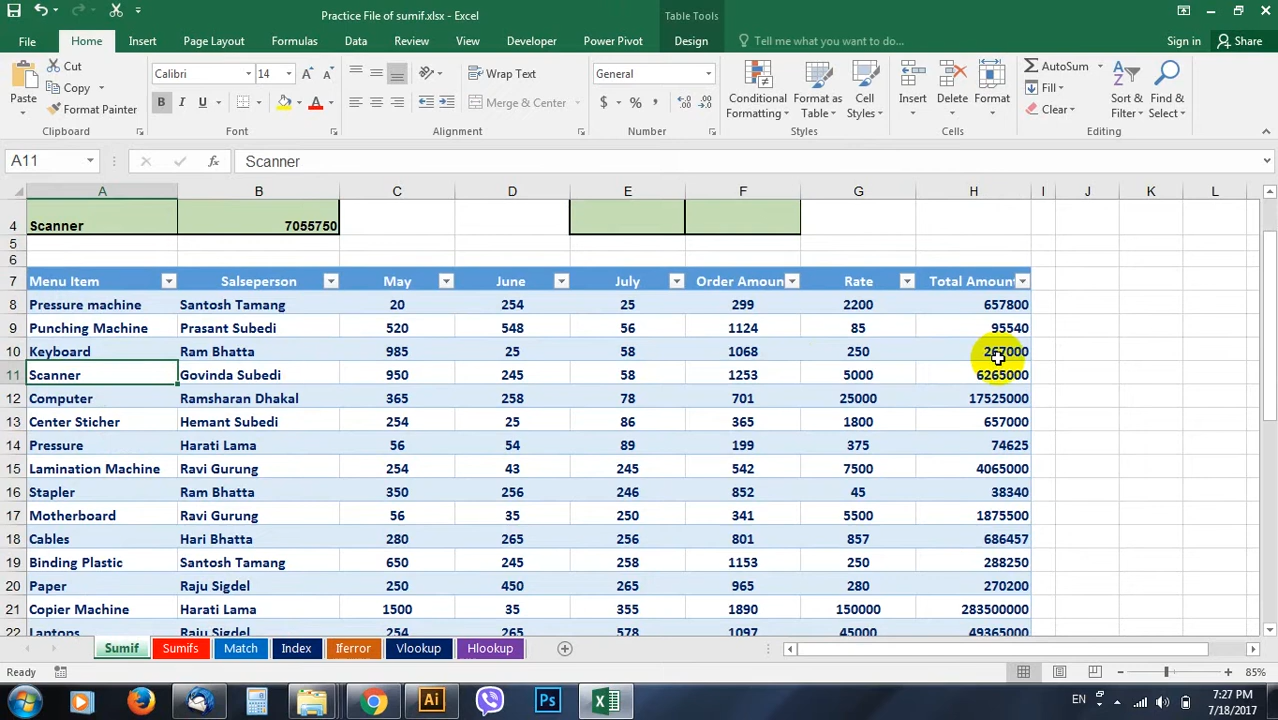 Practice File of sumif.xlsx - Excel
Table Tools
File Home Insert Page Layout Formulas Data Review View Developer Power Pivot Design Tell me what you want to do... Sign in Share
Paste Cut Copy Format Painter
Clipboard
Calibri 14
B I U
Font
Wrap Text
Merge & Center
Alignment
General
$ % ,
Number
Conditional Formatting Format as Table Cell Styles
Styles
Insert Delete Format
Cells
AutoSum Fill Clear Sort & Filter Find & Select
Editing
A11 fx Scanner
A B C D E F G H I J K L
4 Scanner 7055750
5
6
7 Menu Item Salseperson May June July Order Amoun Rate Total Amoun
8 Pressure machine Santosh Tamang 20 254 25 299 2200 657800
9 Punching Machine Prasant Subedi 520 548 56 1124 85 95540
10 Keyboard Ram Bhatta 985 25 58 1068 250 267000
11 Scanner Govinda Subedi 950 245 58 1253 5000 6265000
12 Computer Ramsharan Dhakal 365 258 78 701 25000 17525000
13 Center Sticher Hemant Subedi 254 25 86 365 1800 657000
14 Pressure Harati Lama 56 54 89 199 375 74625
15 Lamination Machine Ravi Gurung 254 43 245 542 7500 4065000
16 Stapler Ram Bhatta 350 256 246 852 45 38340
17 Motherboard Ravi Gurung 56 35 250 341 5500 1875500
18 Cables Hari Bhatta 280 265 256 801 857 686457
19 Binding Plastic Santosh Tamang 650 245 258 1153 250 288250
20 Paper Raju Sigdel 250 450 265 965 280 270200
21 Copier Machine Harati Lama 1500 35 355 1890 150000 283500000
22 Laptops Raju Sigdel 254 265 578 1097 45000 49365000
Sumif Sumifs Match Index Iferror Vlookup Hlookup
Ready 85%
Ai Ps EN 7:27 PM
7/18/2017